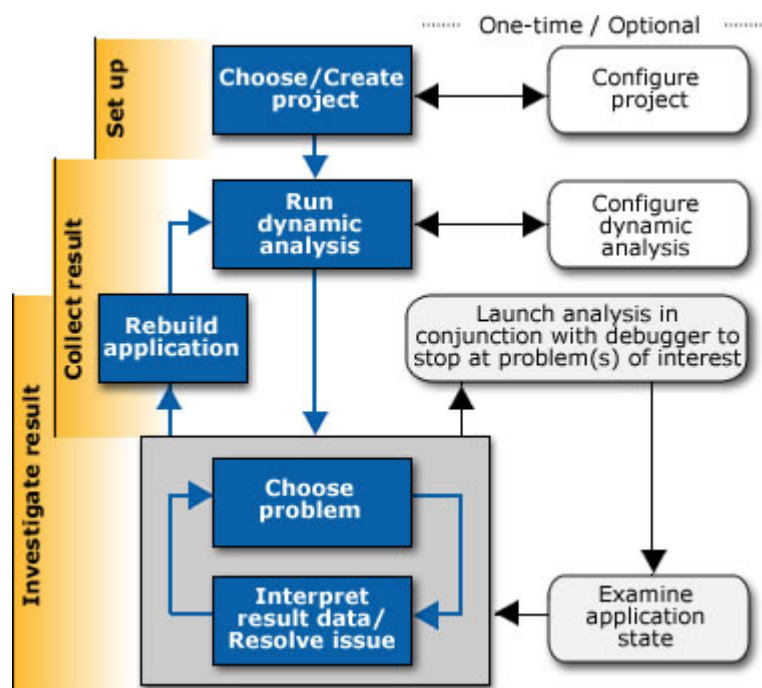 One-time / Optional
Set up
Choose/Create
project
Configure
project
Collect result
Run
dynamic
analysis
Configure
dynamic
analysis
Investigate result
Rebuild
application
Launch analysis in
conjunction with debugger to
stop at problem(s) of interest
Choose
problem
Interpret
result data/
Resolve issue
Examine
application
state